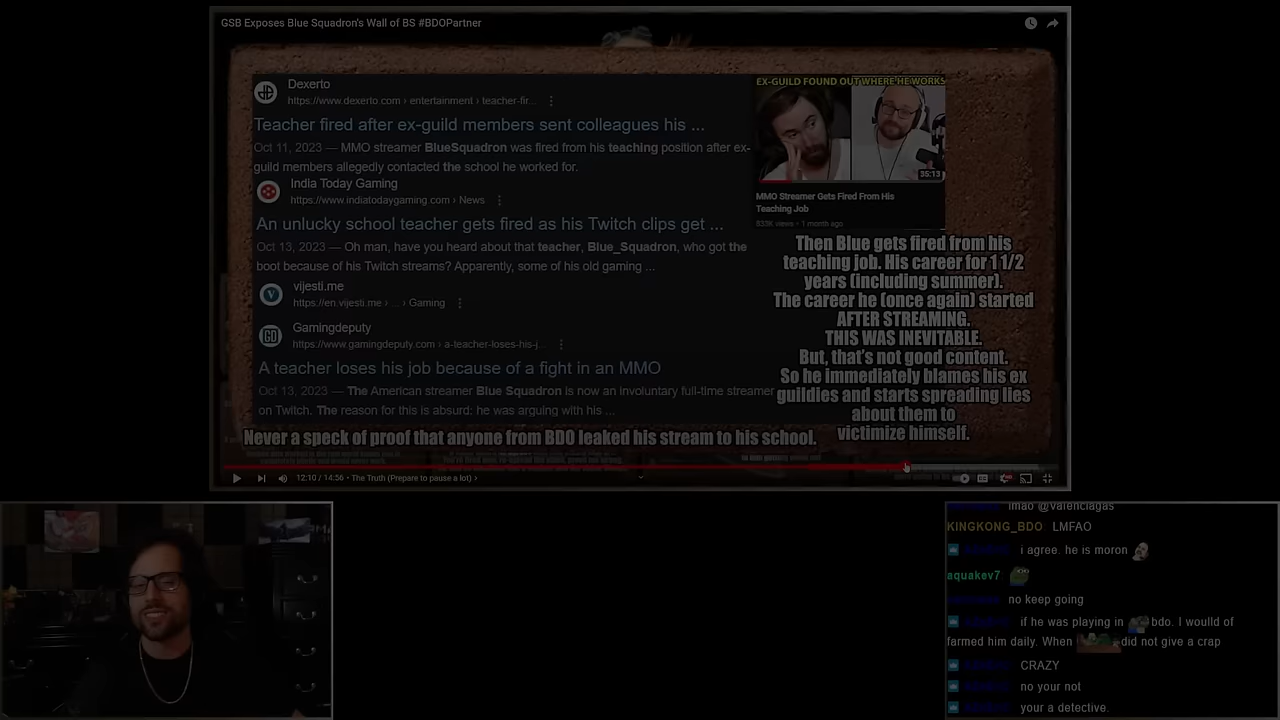 GSB Exposes Blue Squadron's Wall of BS #BDOPartner
Dexerto
https://www.dexerto.com › entertainment › teacher-fir...
Teacher fired after ex-guild members sent colleagues his ...
Oct 11, 2023 — MMO streamer BlueSquadron was fired from his teaching position after ex-
guild members allegedly contacted the school he worked for.
India Today Gaming
https://www.indiatodaygaming.com › News
An unlucky school teacher gets fired as his Twitch clips get ...
Oct 13, 2023 — Oh man, have you heard about that teacher, Blue_Squadron, who got the
boot because of his Twitch streams? Apparently, some of his old gaming ...
vijesti.me
https://en.vijesti.me › ... › Gaming
Gamingdeputy
https://www.gamingdeputy.com › a-teacher-loses-his-j...
A teacher loses his job because of a fight in an MMO
Oct 13, 2023 — The American streamer Blue Squadron is now an involuntary full-time streamer
on Twitch. The reason for this is absurd: he was arguing with his ...
EX-GUILD FOUND OUT WHERE HE WORKS
35:13
MMO Streamer Gets Fired From His
Teaching Job
833K views • 1 month ago
Then Blue gets fired from his
teaching job. His career for 1 1/2
years (including summer).
The career he (once again) started
AFTER STREAMING.
THIS WAS INEVITABLE.
But, that's not good content.
So he immediately blames his ex
guildies and starts spreading lies
about them to
victimize himself.
Never a speck of proof that anyone from BDO leaked his stream to his school.
12:10 / 14:56 • The Truth (Prepare to pause a lot) ›
lmao @valenciagas
KINGKONG_BDO LMFAO
i agree. he is moron
aquakev7
no keep going
if he was playing in bdo. I woulld of
farmed him daily. When did not give a crap
CRAZY
no your not
your a detective.